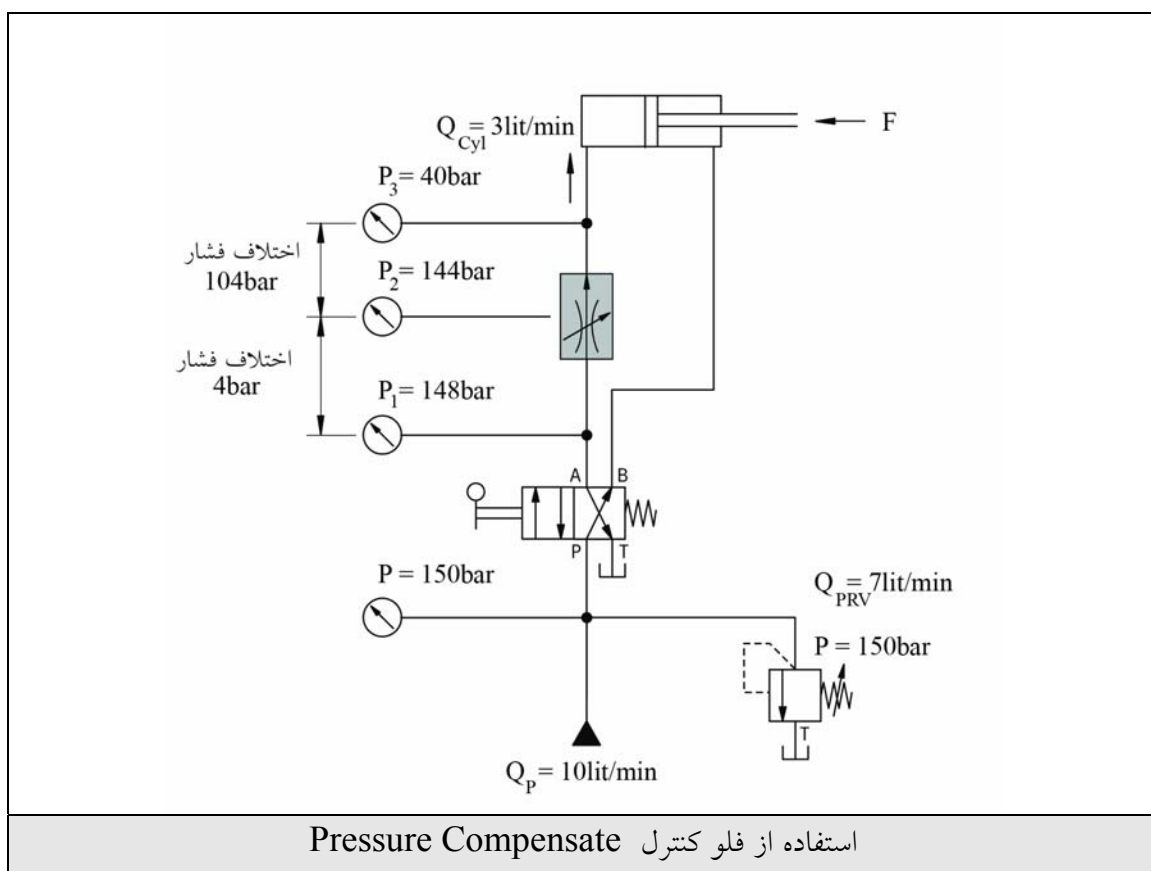 Q_Cyl = 3lit/min
F
P_3 = 40bar
اختلاف فشار
104bar
P_2 = 144bar
اختلاف فشار
4bar
P_1 = 148bar
A B
P T
P = 150bar
Q_PRV = 7lit/min
P = 150bar
T
Q_P = 10lit/min
استفاده از فلو کنترل Pressure Compensate